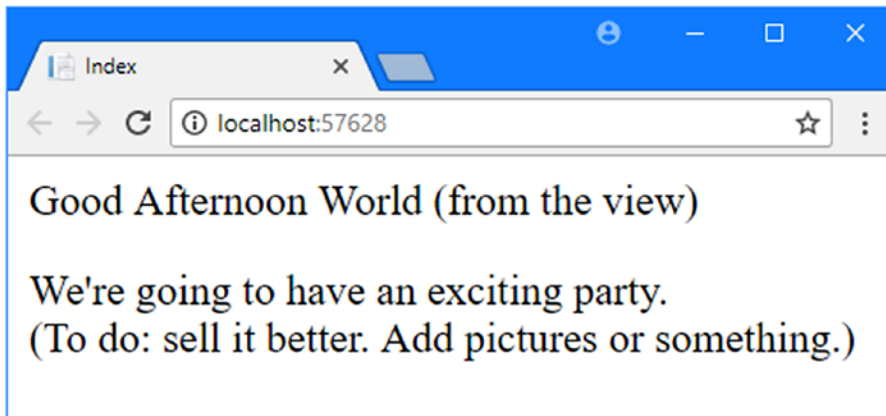 Index
localhost:57628
Good Afternoon World (from the view)
We're going to have an exciting party.
(To do: sell it better. Add pictures or something.)